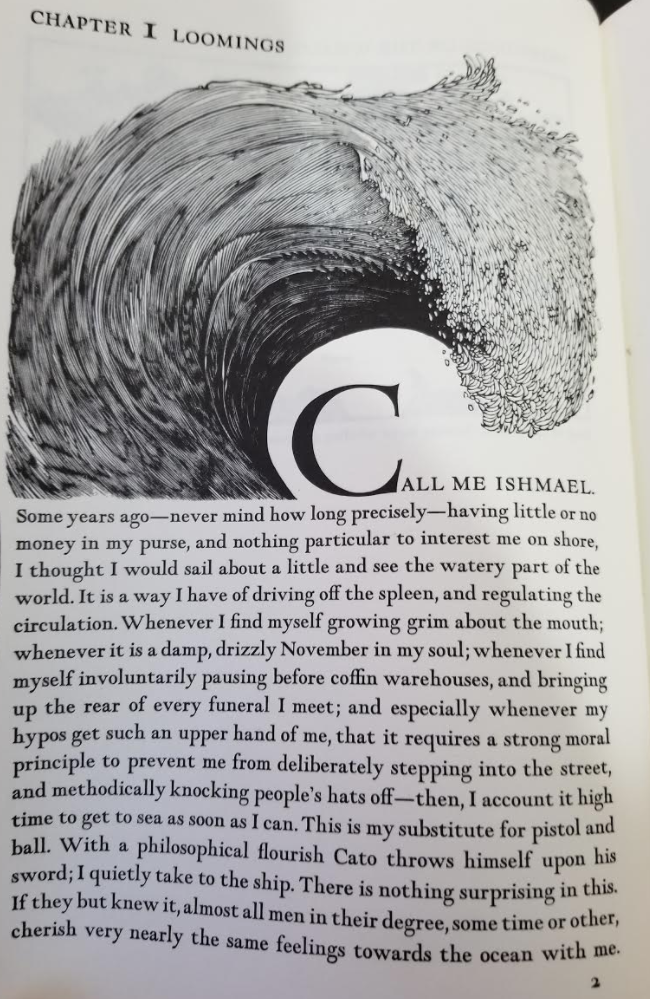 CHAPTER I LOOMINGS
CALL ME ISHMAEL.
Some years ago—never mind how long precisely—having little or no
money in my purse, and nothing particular to interest me on shore,
I thought I would sail about a little and see the watery part of the
world. It is a way I have of driving off the spleen, and regulating the
circulation. Whenever I find myself growing grim about the mouth;
whenever it is a damp, drizzly November in my soul; whenever I find
myself involuntarily pausing before coffin warehouses, and bringing
up the rear of every funeral I meet; and especially whenever my
hypos get such an upper hand of me, that it requires a strong moral
principle to prevent me from deliberately stepping into the street,
and methodically knocking people's hats off—then, I account it high
time to get to sea as soon as I can. This is my substitute for pistol and
ball. With a philosophical flourish Cato throws himself upon his
sword; I quietly take to the ship. There is nothing surprising in this.
If they but knew it, almost all men in their degree, some time or other,
cherish very nearly the same feelings towards the ocean with me.
2